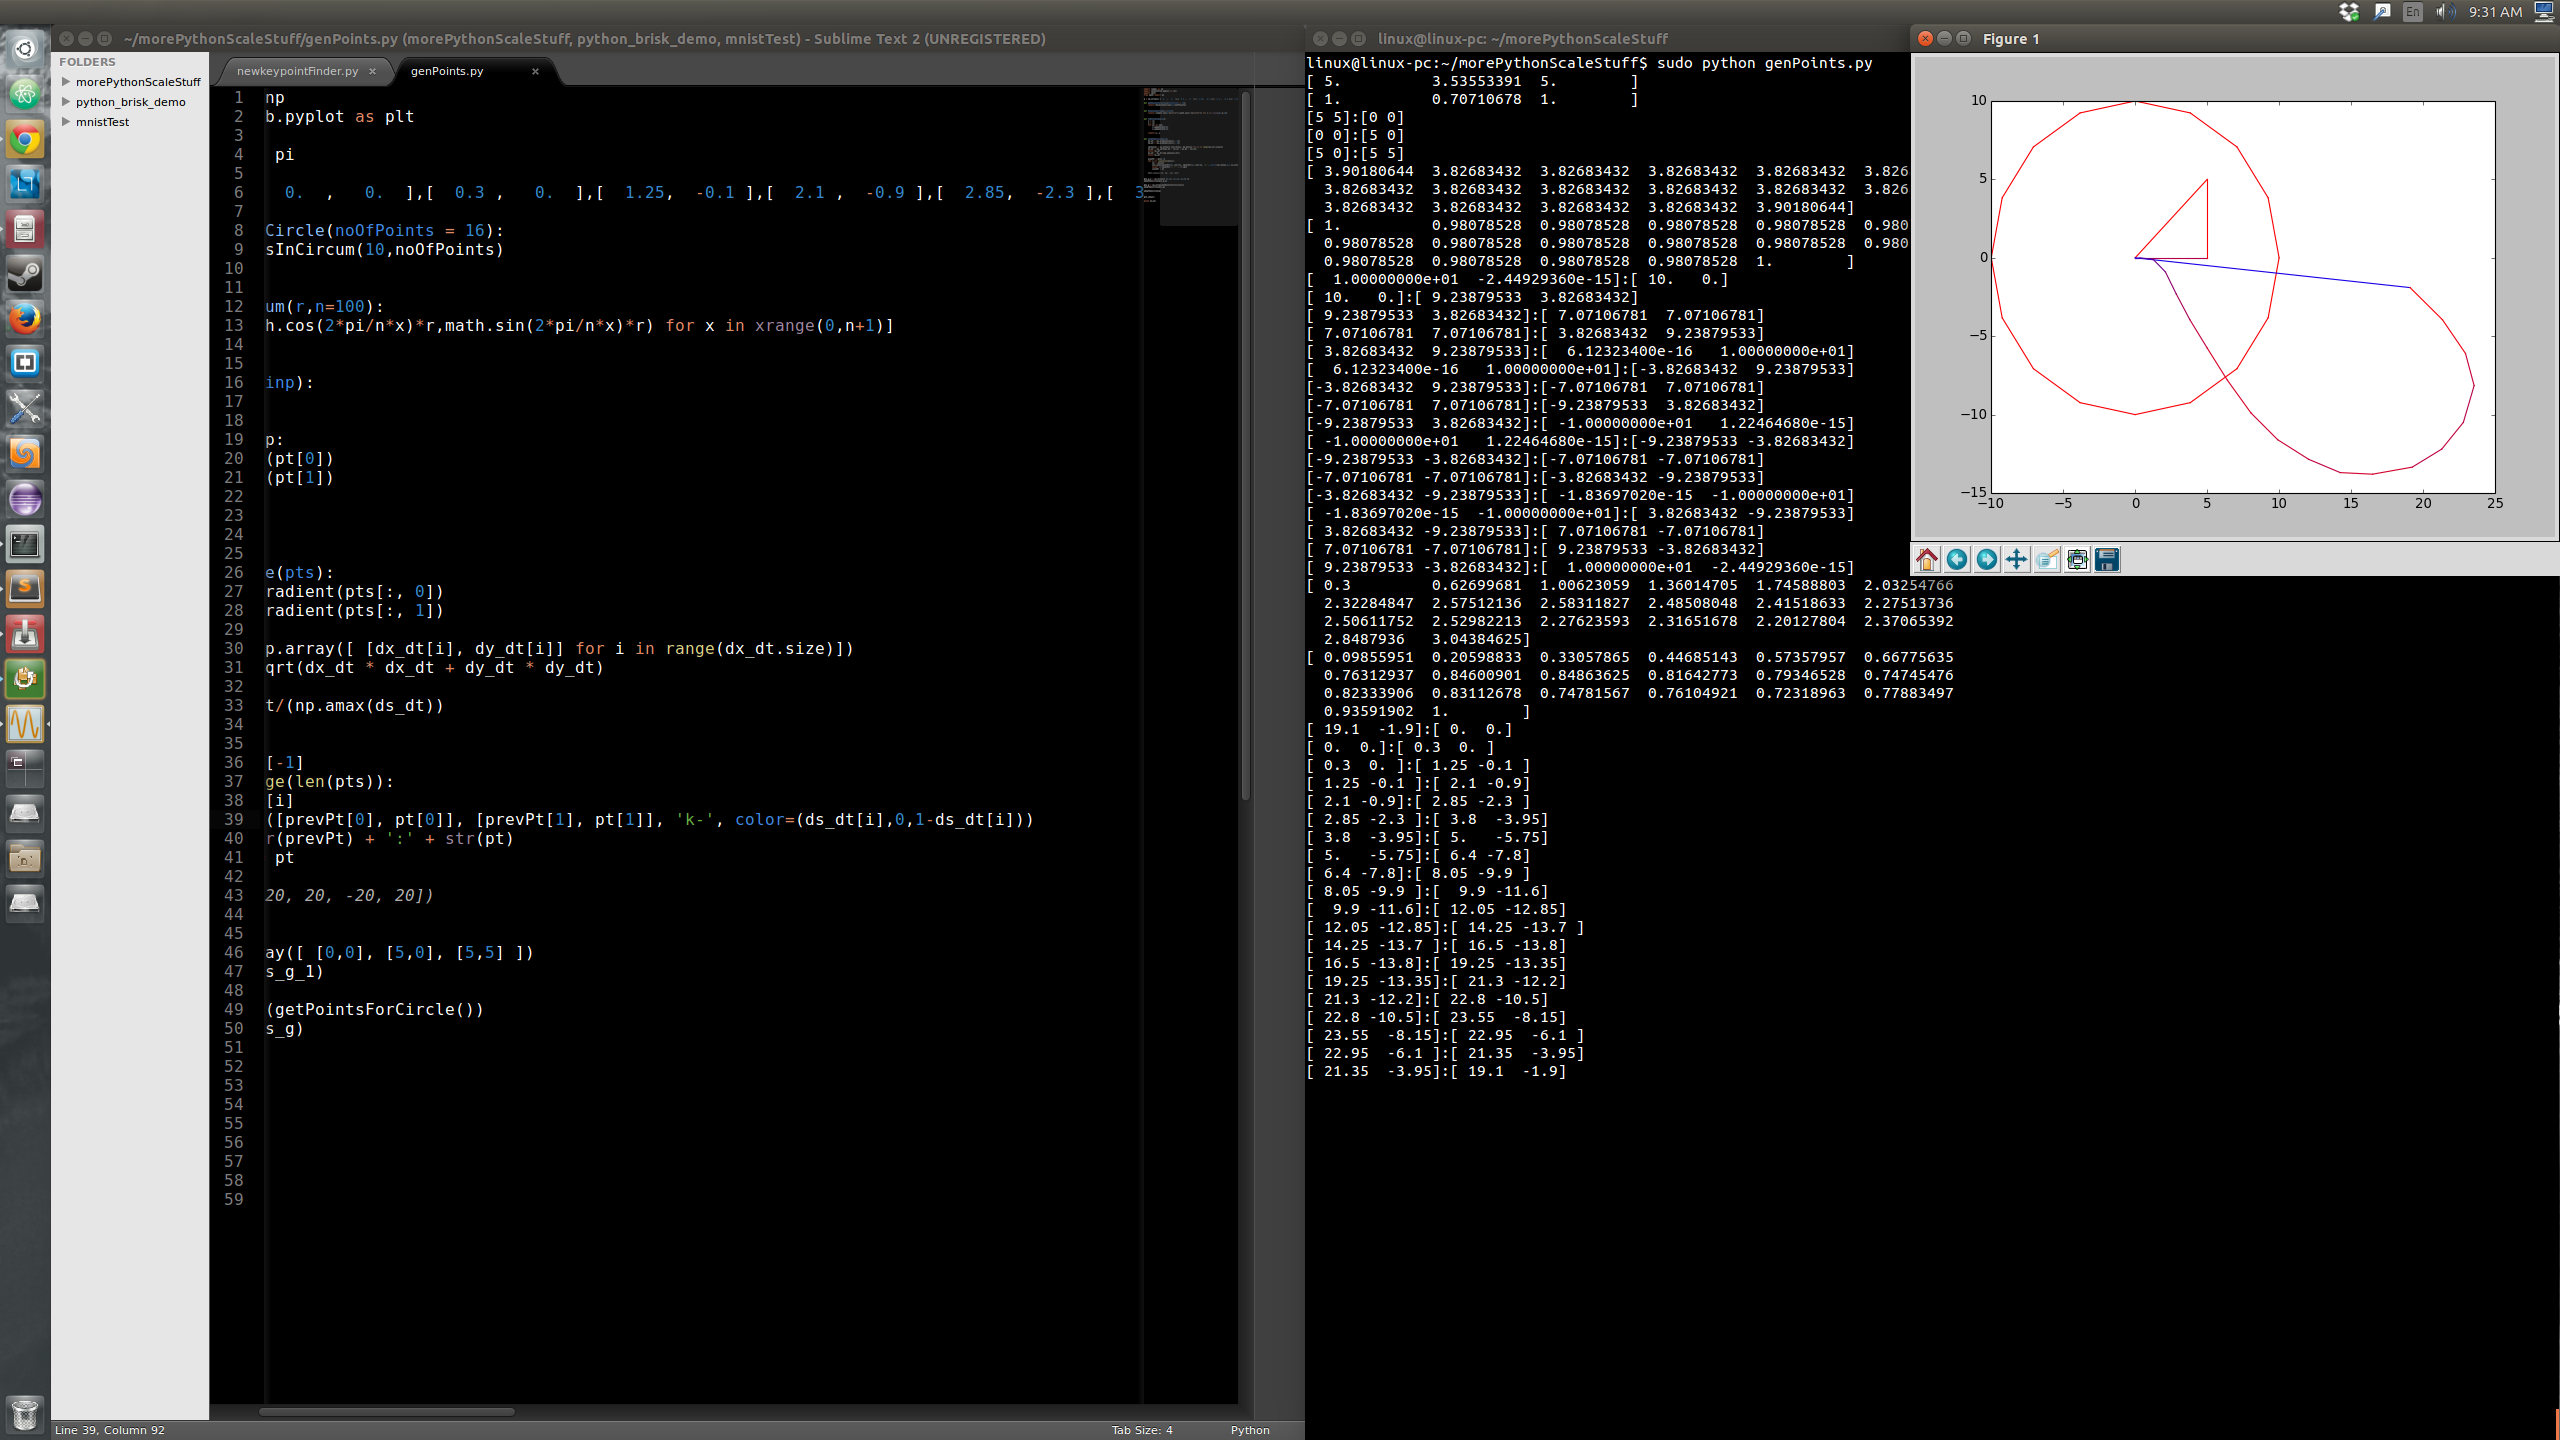 En 9:31 AM
~/morePythonScaleStuff/genPoints.py (morePythonScaleStuff, python_brisk_demo, mnistTest) - Sublime Text 2 (UNREGISTERED)
FOLDERS
morePythonScaleStuff
python_brisk_demo
mnistTest
newkeypointFinder.py × genPoints.py ×
1 np
2 b.pyplot as plt
3
4 pi
5
6 0. , 0. ],[ 0.3 , 0. ],[ 1.25, -0.1 ],[ 2.1 , -0.9 ],[ 2.85, -2.3 ],[ 3
7
8 Circle(noOfPoints = 16):
9 sInCircum(10,noOfPoints)
10
11
12 um(r,n=100):
13 h.cos(2*pi/n*x)*r,math.sin(2*pi/n*x)*r) for x in xrange(0,n+1)]
14
15
16 inp):
17
18
19 p:
20 (pt[0])
21 (pt[1])
22
23
24
25
26 e(pts):
27 radient(pts[:, 0])
28 radient(pts[:, 1])
29
30 p.array([ [dx_dt[i], dy_dt[i]] for i in range(dx_dt.size)])
31 qrt(dx_dt * dx_dt + dy_dt * dy_dt)
32
33 t/(np.amax(ds_dt))
34
35
36 [-1]
37 ge(len(pts)):
38 [i]
39 ([prevPt[0], pt[0]], [prevPt[1], pt[1]], 'k-', color=(ds_dt[i],0,1-ds_dt[i]))
40 r(prevPt) + ':' + str(pt)
41 pt
42
43 20, 20, -20, 20])
44
45
46 ay([ [0,0], [5,0], [5,5] ])
47 s_g_1)
48
49 (getPointsForCircle())
50 s_g)
51
52
53
54
55
56
57
58
59
Line 39, Column 92 Tab Size: 4 Python
linux@linux-pc: ~/morePythonScaleStuff
linux@linux-pc:~/morePythonScaleStuff$ sudo python genPoints.py
[ 5. 3.53553391 5. ]
[ 1. 0.70710678 1. ]
[5 5]:[0 0]
[0 0]:[5 0]
[5 0]:[5 5]
[ 3.90180644 3.82683432 3.82683432 3.82683432 3.82683432 3.826
3.82683432 3.82683432 3.82683432 3.82683432 3.82683432 3.826
3.82683432 3.82683432 3.82683432 3.82683432 3.90180644]
[ 1. 0.98078528 0.98078528 0.98078528 0.98078528 0.980
0.98078528 0.98078528 0.98078528 0.98078528 0.98078528 0.980
0.98078528 0.98078528 0.98078528 0.98078528 1. ]
[ 1.00000000e+01 -2.44929360e-15]:[ 10. 0.]
[ 10. 0.]:[ 9.23879533 3.82683432]
[ 9.23879533 3.82683432]:[ 7.07106781 7.07106781]
[ 7.07106781 7.07106781]:[ 3.82683432 9.23879533]
[ 3.82683432 9.23879533]:[ 6.12323400e-16 1.00000000e+01]
[ 6.12323400e-16 1.00000000e+01]:[-3.82683432 9.23879533]
[-3.82683432 9.23879533]:[-7.07106781 7.07106781]
[-7.07106781 7.07106781]:[-9.23879533 3.82683432]
[-9.23879533 3.82683432]:[ -1.00000000e+01 1.22464680e-15]
[ -1.00000000e+01 1.22464680e-15]:[-9.23879533 -3.82683432]
[-9.23879533 -3.82683432]:[-7.07106781 -7.07106781]
[-7.07106781 -7.07106781]:[-3.82683432 -9.23879533]
[-3.82683432 -9.23879533]:[ -1.83697020e-15 -1.00000000e+01]
[ -1.83697020e-15 -1.00000000e+01]:[ 3.82683432 -9.23879533]
[ 3.82683432 -9.23879533]:[ 7.07106781 -7.07106781]
[ 7.07106781 -7.07106781]:[ 9.23879533 -3.82683432]
[ 9.23879533 -3.82683432]:[ 1.00000000e+01 -2.44929360e-15]
[ 0.3 0.62699681 1.00623059 1.36014705 1.74588803 2.03254766
2.32284847 2.57512136 2.58311827 2.48508048 2.41518633 2.27513736
2.50611752 2.52982213 2.27623593 2.31651678 2.20127804 2.37065392
2.8487936 3.04384625]
[ 0.09855951 0.20598833 0.33057865 0.44685143 0.57357957 0.66775635
0.76312937 0.84600901 0.84863625 0.81642773 0.79346528 0.74745476
0.82333906 0.83112678 0.74781567 0.76104921 0.72318963 0.77883497
0.93591902 1. ]
[ 19.1 -1.9]:[ 0. 0.]
[ 0. 0.]:[ 0.3 0. ]
[ 0.3 0. ]:[ 1.25 -0.1 ]
[ 1.25 -0.1 ]:[ 2.1 -0.9]
[ 2.1 -0.9]:[ 2.85 -2.3 ]
[ 2.85 -2.3 ]:[ 3.8 -3.95]
[ 3.8 -3.95]:[ 5. -5.75]
[ 5. -5.75]:[ 6.4 -7.8]
[ 6.4 -7.8]:[ 8.05 -9.9 ]
[ 8.05 -9.9 ]:[ 9.9 -11.6]
[ 9.9 -11.6]:[ 12.05 -12.85]
[ 12.05 -12.85]:[ 14.25 -13.7 ]
[ 14.25 -13.7 ]:[ 16.5 -13.8]
[ 16.5 -13.8]:[ 19.25 -13.35]
[ 19.25 -13.35]:[ 21.3 -12.2]
[ 21.3 -12.2]:[ 22.8 -10.5]
[ 22.8 -10.5]:[ 23.55 -8.15]
[ 23.55 -8.15]:[ 22.95 -6.1 ]
[ 22.95 -6.1 ]:[ 21.35 -3.95]
[ 21.35 -3.95]:[ 19.1 -1.9]
Figure 1
10
5
0
−5
−10
−15
−10 −5 0 5 10 15 20 25